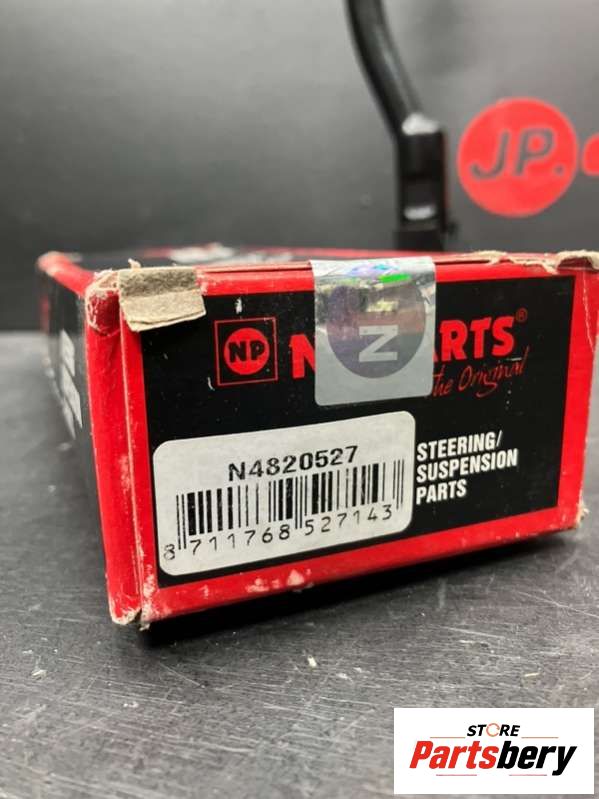 JP.
NP
N
ARTS®
the Original
N4820527
8 711768 527143
STEERING/
SUSPENSION
PARTS
STORE
Partsbery